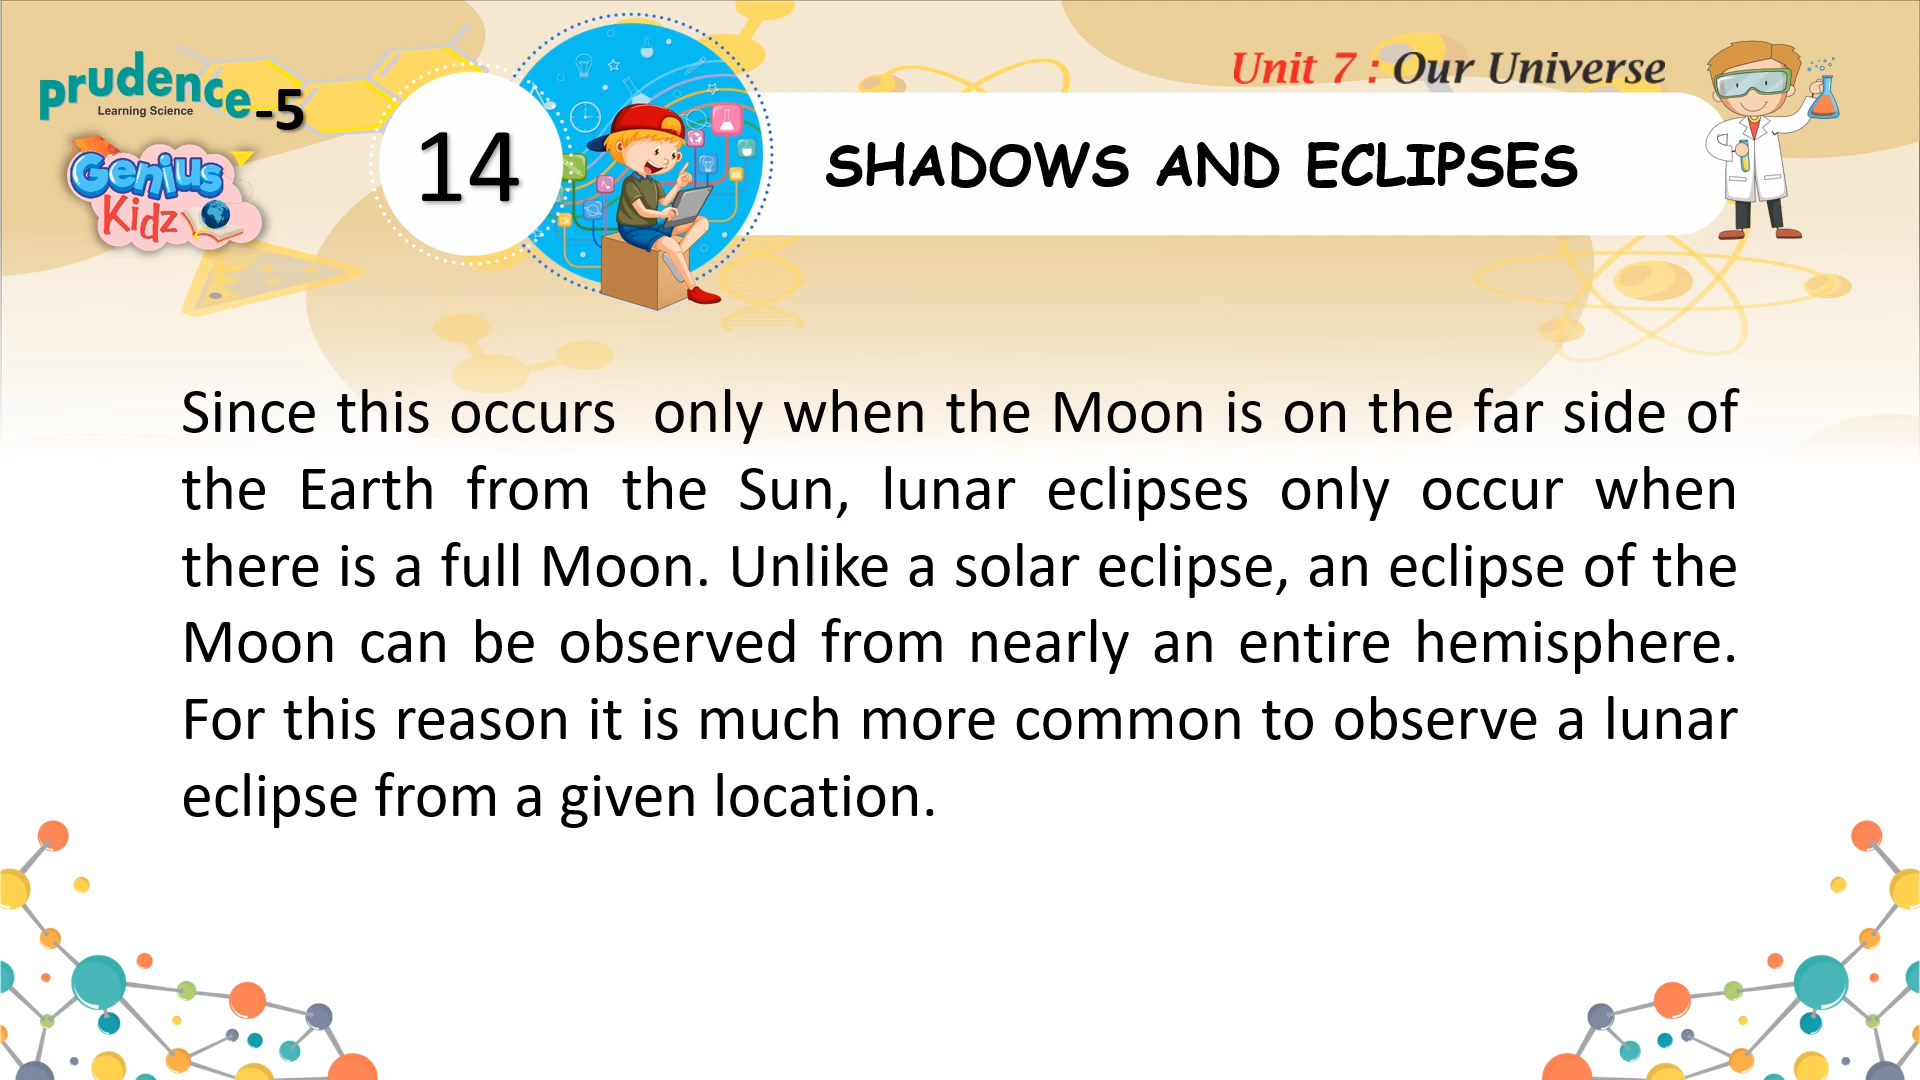 prudence-5
Learning Science
Genius
Kidz
14
Unit 7 : Our Universe
SHADOWS AND ECLIPSES
Since this occurs  only when the Moon is on the far side of
the Earth from the Sun, lunar eclipses only occur when
there is a full Moon. Unlike a solar eclipse, an eclipse of the
Moon can be observed from nearly an entire hemisphere.
For this reason it is much more common to observe a lunar
eclipse from a given location.